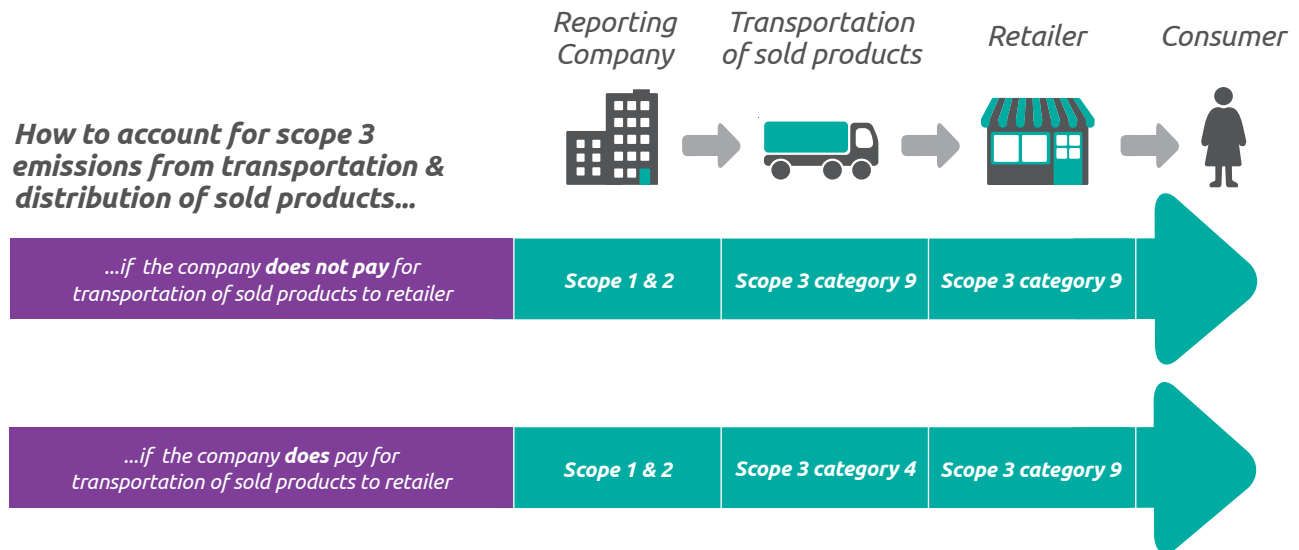 Reporting
Company
Transportation
of sold products
Retailer
Consumer
How to account for scope 3
emissions from transportation &
distribution of sold products...
...if the company does not pay for
transportation of sold products to retailer
Scope 1 & 2
Scope 3 category 9
Scope 3 category 9
...if the company does pay for
transportation of sold products to retailer
Scope 1 & 2
Scope 3 category 4
Scope 3 category 9